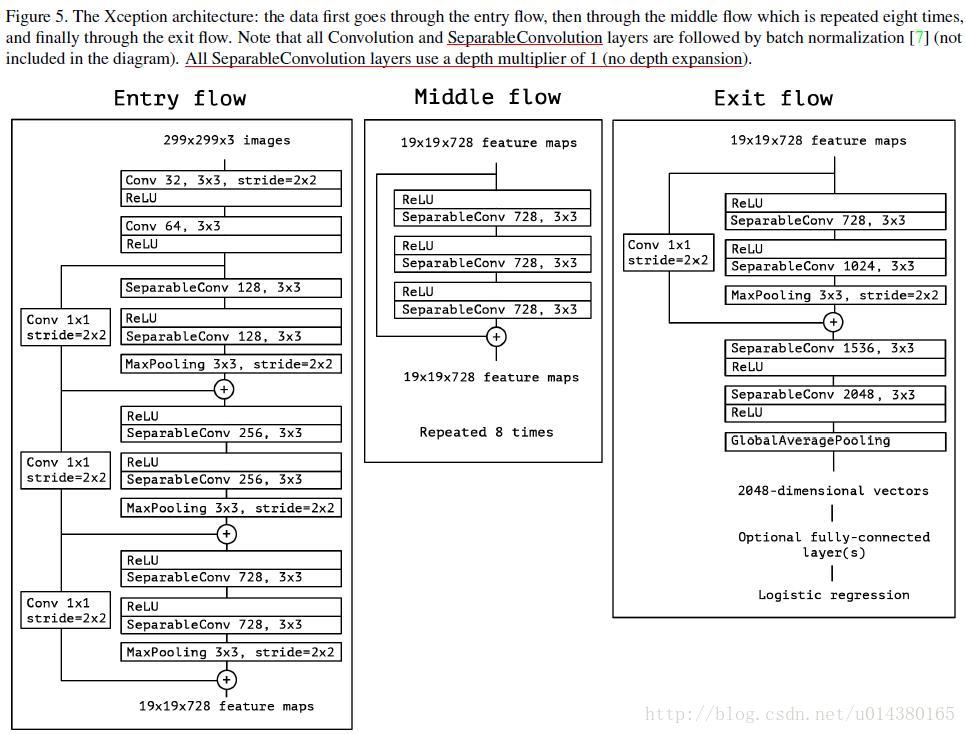 Figure 5. The Xception architecture: the data first goes through the entry flow, then through the middle flow which is repeated eight times,
and finally through the exit flow. Note that all Convolution and SeparableConvolution layers are followed by batch normalization [7] (not
included in the diagram). All SeparableConvolution layers use a depth multiplier of 1 (no depth expansion).
Entry flow
299x299x3 images
Conv 32, 3x3, stride=2x2
ReLU
Conv 64, 3x3
ReLU
SeparableConv 128, 3x3
Conv 1x1
stride=2x2
ReLU
SeparableConv 128, 3x3
MaxPooling 3x3, stride=2x2
+
ReLU
SeparableConv 256, 3x3
Conv 1x1
stride=2x2
ReLU
SeparableConv 256, 3x3
MaxPooling 3x3, stride=2x2
+
ReLU
SeparableConv 728, 3x3
Conv 1x1
stride=2x2
ReLU
SeparableConv 728, 3x3
MaxPooling 3x3, stride=2x2
+
19x19x728 feature maps
Middle flow
19x19x728 feature maps
ReLU
SeparableConv 728, 3x3
ReLU
SeparableConv 728, 3x3
ReLU
SeparableConv 728, 3x3
+
19x19x728 feature maps
Repeated 8 times
Exit flow
19x19x728 feature maps
ReLU
SeparableConv 728, 3x3
Conv 1x1
stride=2x2
ReLU
SeparableConv 1024, 3x3
MaxPooling 3x3, stride=2x2
+
SeparableConv 1536, 3x3
ReLU
SeparableConv 2048, 3x3
ReLU
GlobalAveragePooling
2048-dimensional vectors
Optional fully-connected
layer(s)
Logistic regression
http://blog.csdn.net/u014380165